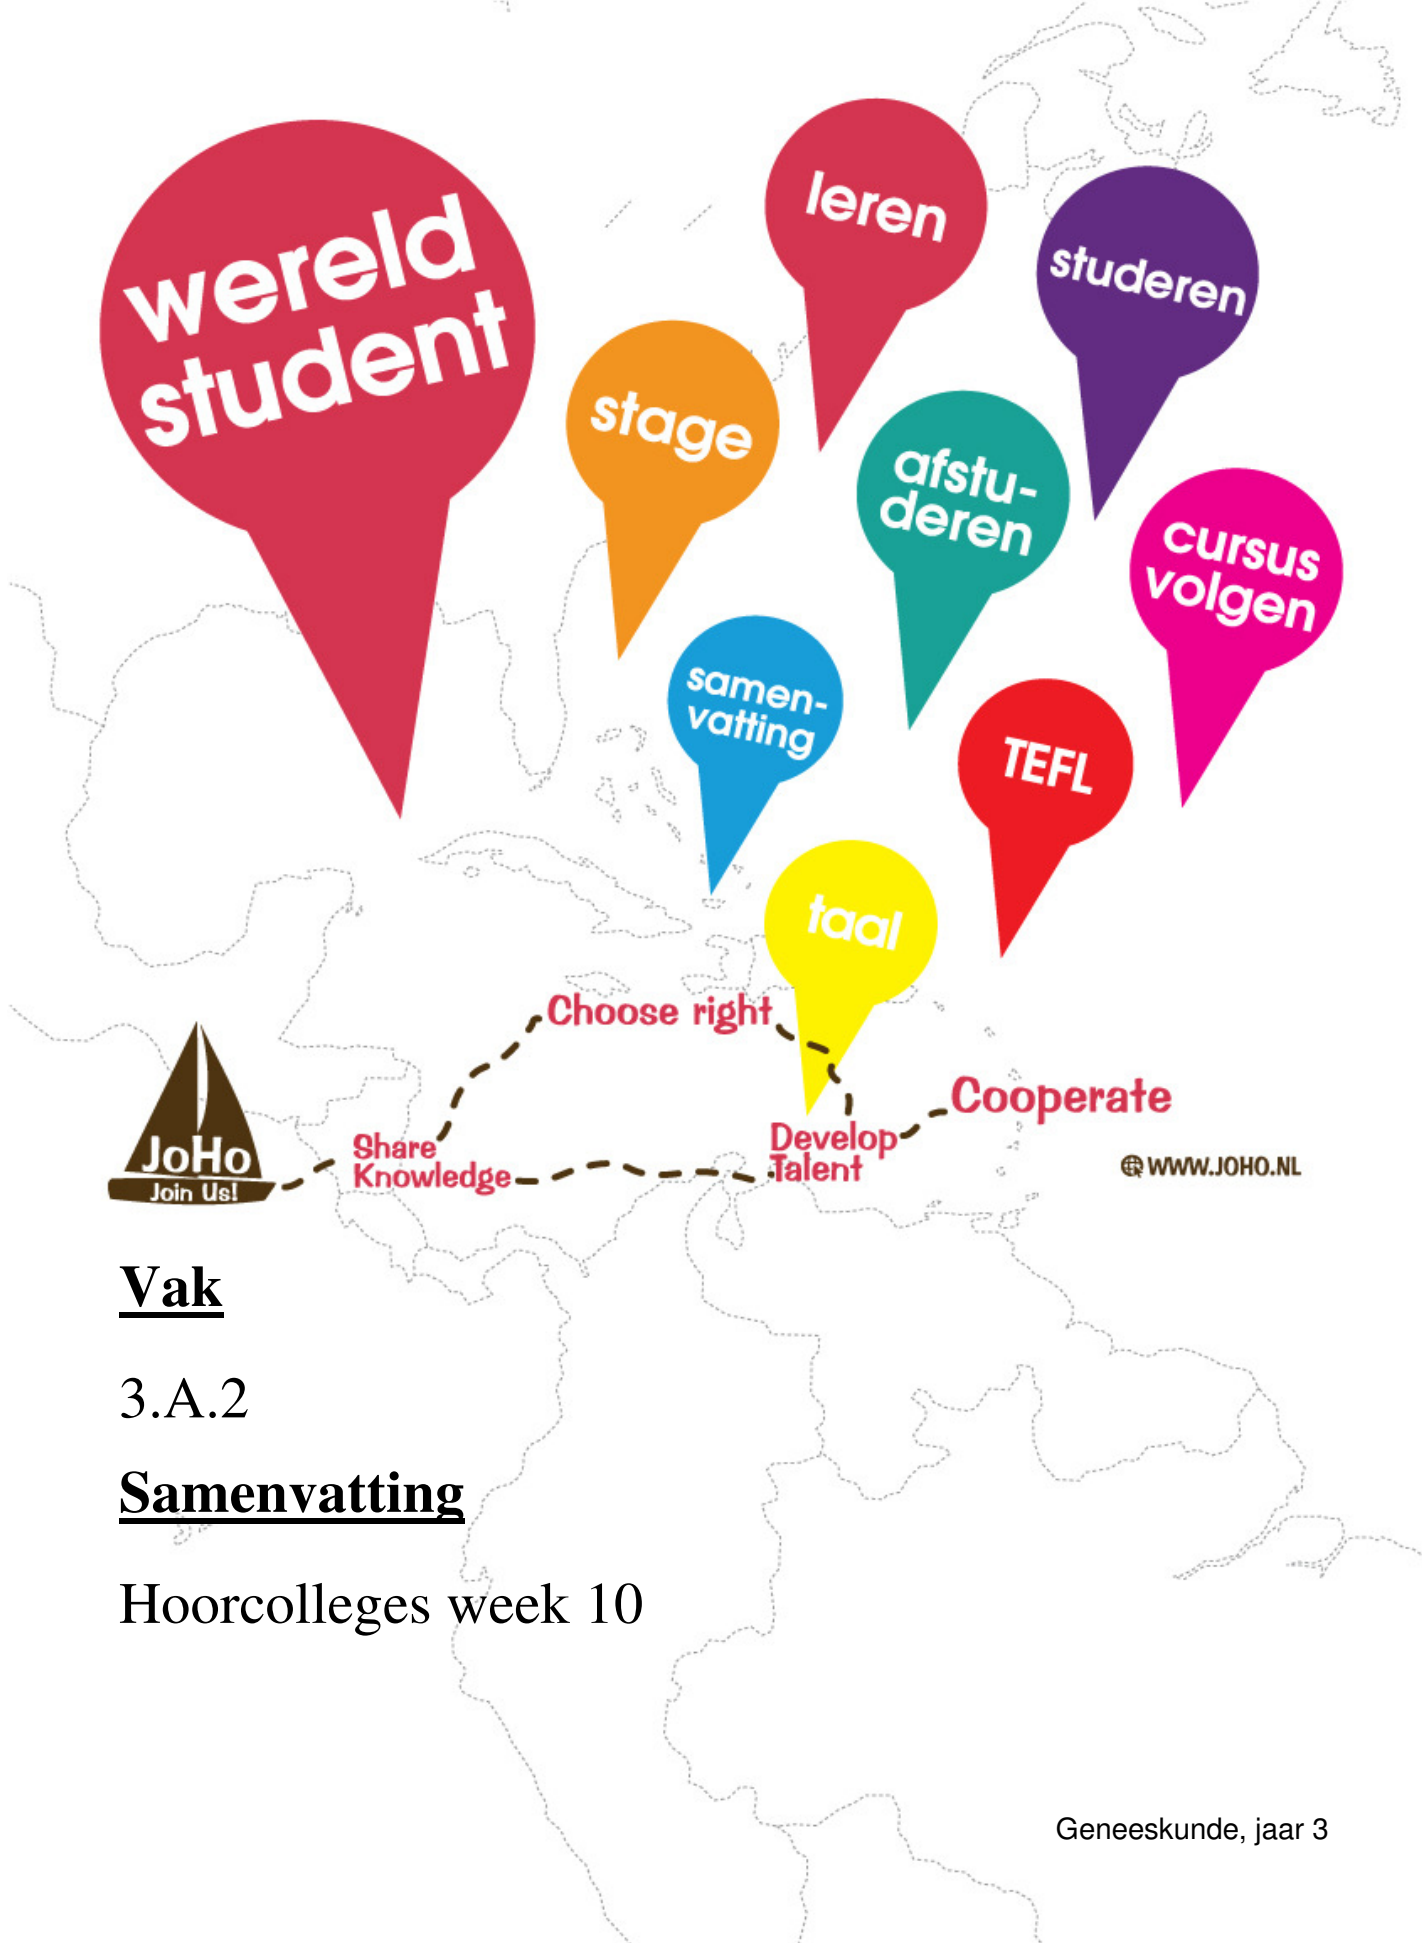 wereld
student
leren
studeren
stage
afstu-
deren
cursus
volgen
samen-
vatting
TEFL
taal
Choose right
Cooperate
Share
Knowledge
Develop
Talent
JoHo
Join Us!
WWW.JOHO.NL
Vak
3.A.2
Samenvatting
Hoorcolleges week 10
Geneeskunde, jaar 3